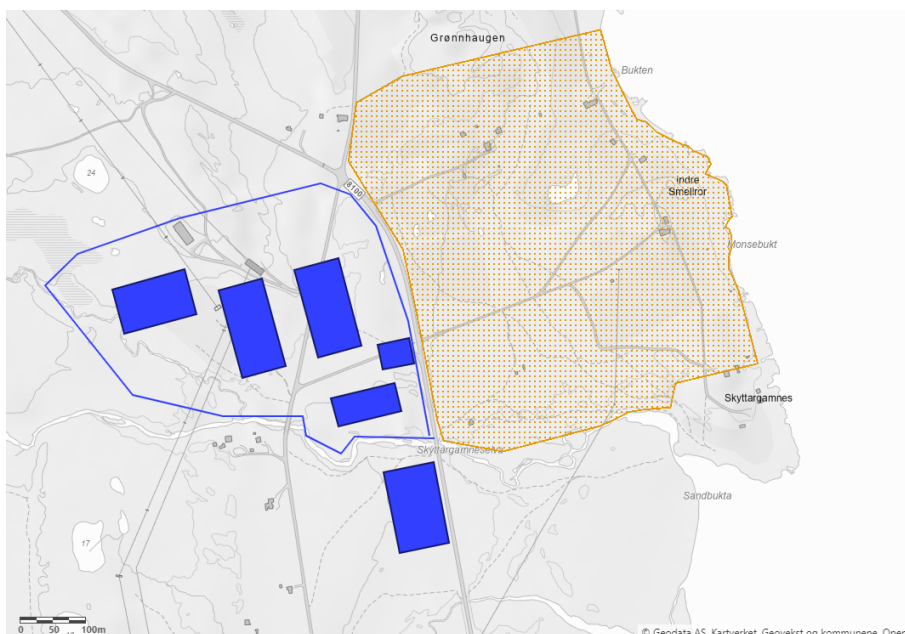 Grønnhaugen
Bukten
24
8100
Indre
Smellror
Monsebukt
Skyttargamnes
Skyttargamneselva
Sandbukta
17
0 50 100m
© Geodata AS, Kartverket, Geovekst og kommunene, Open